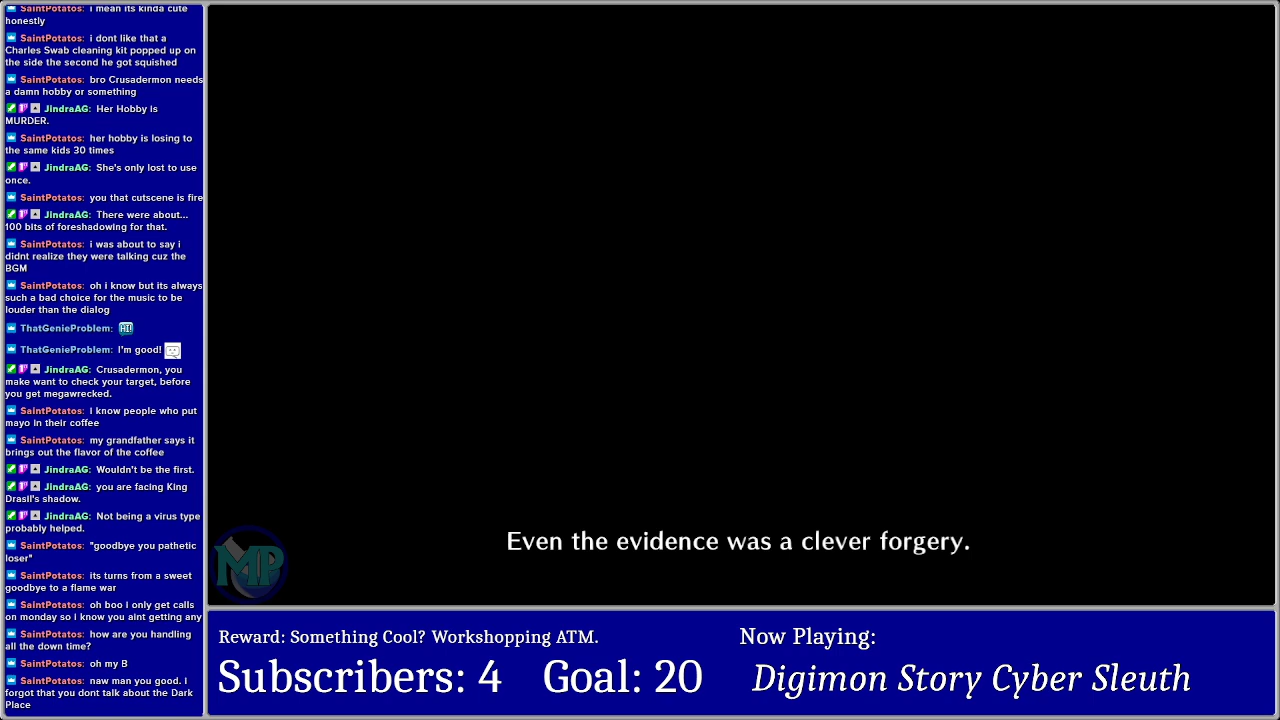 SaintPotatos: i mean its kinda cute
honestly
SaintPotatos: i dont like that a
Charles Swab cleaning kit popped up on
the side the second he got squished
SaintPotatos: bro Crusadermon needs
a damn hobby or something
JindraAG: Her Hobby is
MURDER.
SaintPotatos: her hobby is losing to
the same kids 30 times
JindraAG: She's only lost to use
once.
SaintPotatos: you that cutscene is fire
JindraAG: There were about...
100 bits of foreshadowing for that.
SaintPotatos: i was about to say i
didnt realize they were talking cuz the
BGM
SaintPotatos: oh i know but its always
such a bad choice for the music to be
louder than the dialog
ThatGenieProblem: HI
ThatGenieProblem: I'm good!
JindraAG: Crusadermon, you
make want to check your target, before
you get megawrecked.
SaintPotatos: i know people who put
mayo in their coffee
SaintPotatos: my grandfather says it
brings out the flavor of the coffee
JindraAG: Wouldn't be the first.
JindraAG: you are facing King
Drasil's shadow.
JindraAG: Not being a virus type
probably helped.
SaintPotatos: "goodbye you pathetic
loser"
SaintPotatos: its turns from a sweet
goodbye to a flame war
SaintPotatos: oh boo i only get calls
on monday so i know you aint getting any
SaintPotatos: how are you handling
all the down time?
SaintPotatos: oh my B
SaintPotatos: naw man you good. i
forgot that you dont talk about the Dark
Place
Even the evidence was a clever forgery.
MP
Reward: Something Cool? Workshopping ATM.
Subscribers: 4 Goal: 20
Now Playing:
Digimon Story Cyber Sleuth